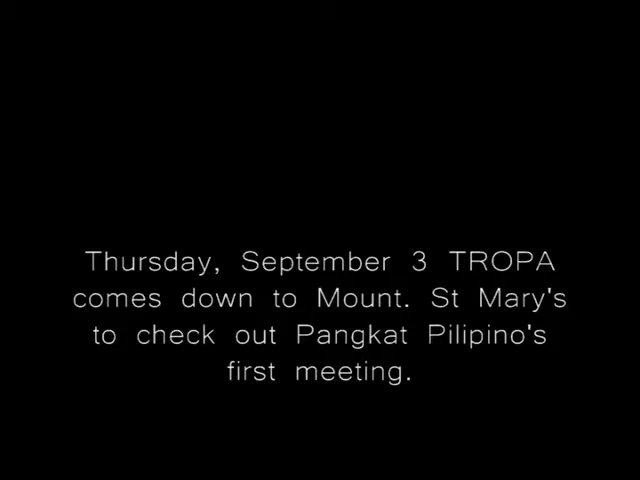 Thursday, September 3 TROPA
comes down to Mount. St Mary's
to check out Pangkat Pilipino's
first meeting.